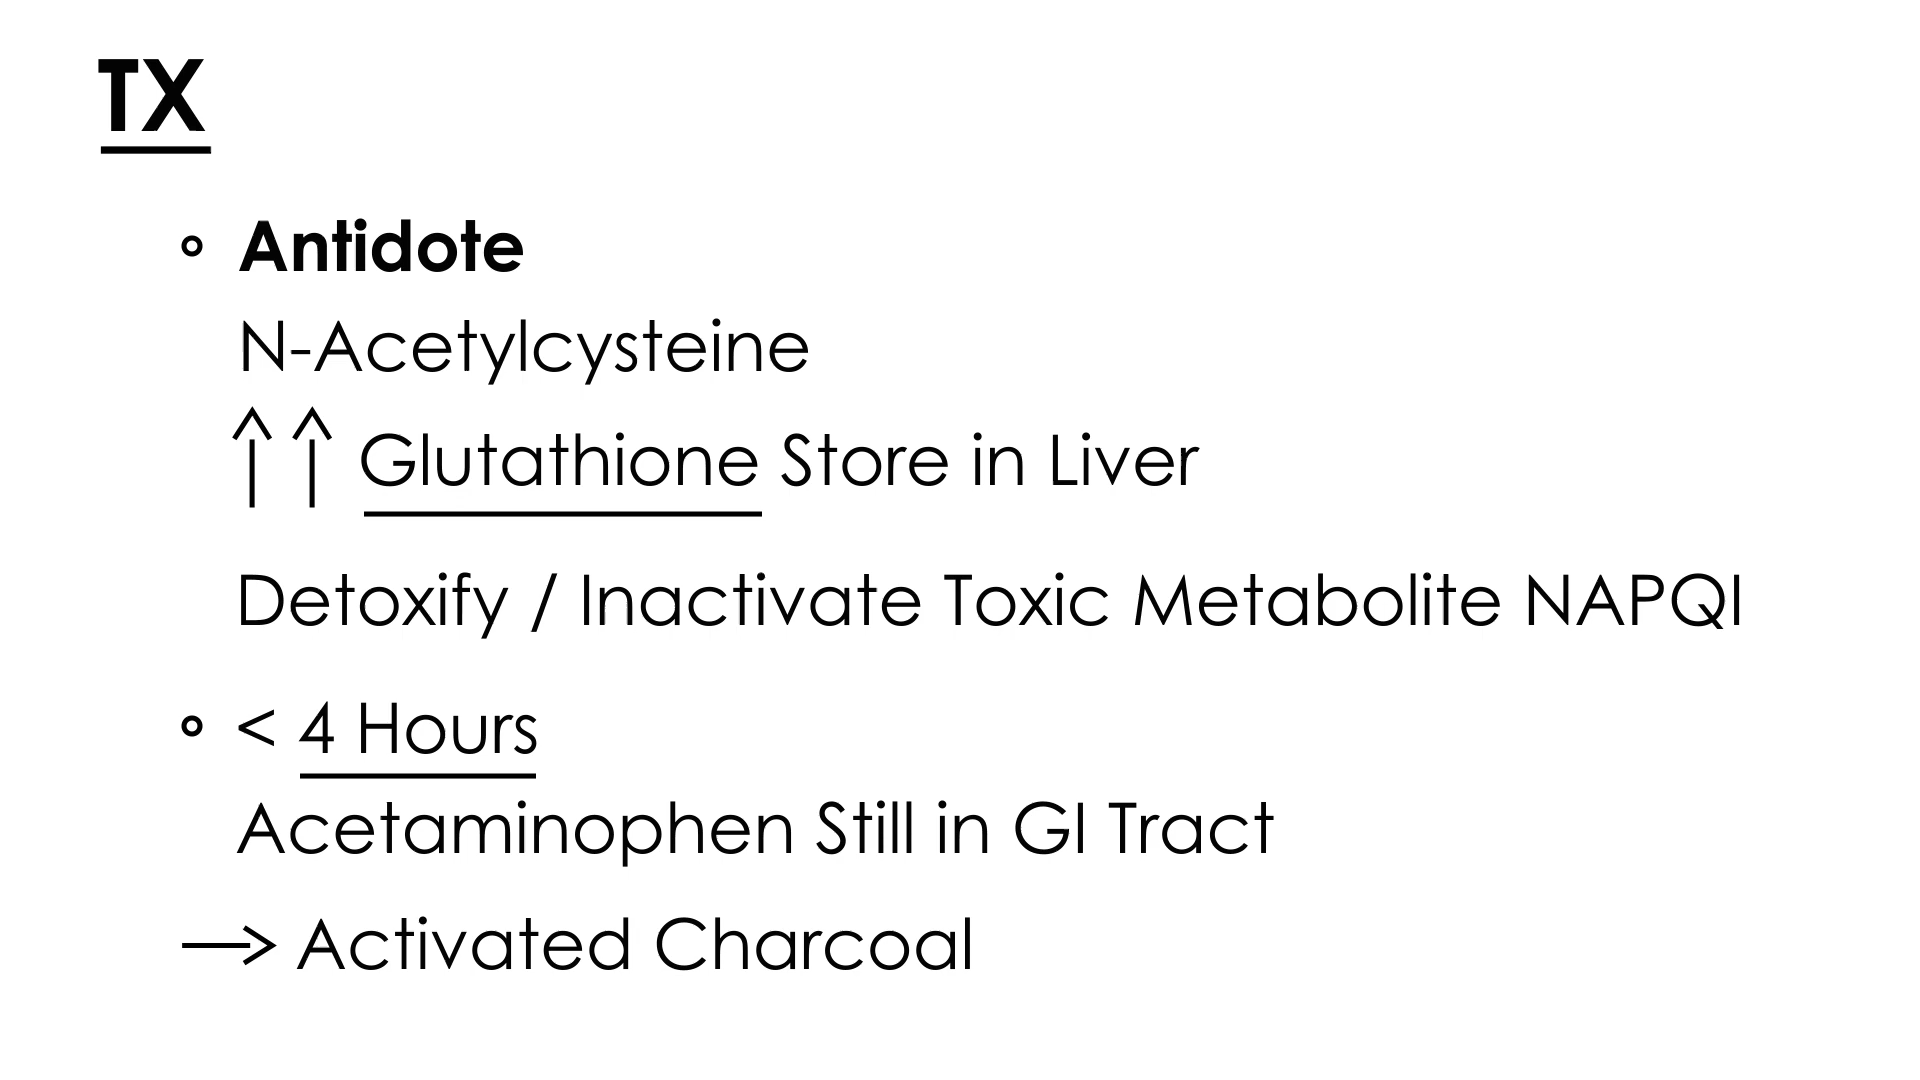 TX
Antidote
N-Acetylcysteine
↑ ↑ Glutathione Store in Liver
Detoxify / Inactivate Toxic Metabolite NAPQI
< 4 Hours
Acetaminophen Still in GI Tract
→ Activated Charcoal